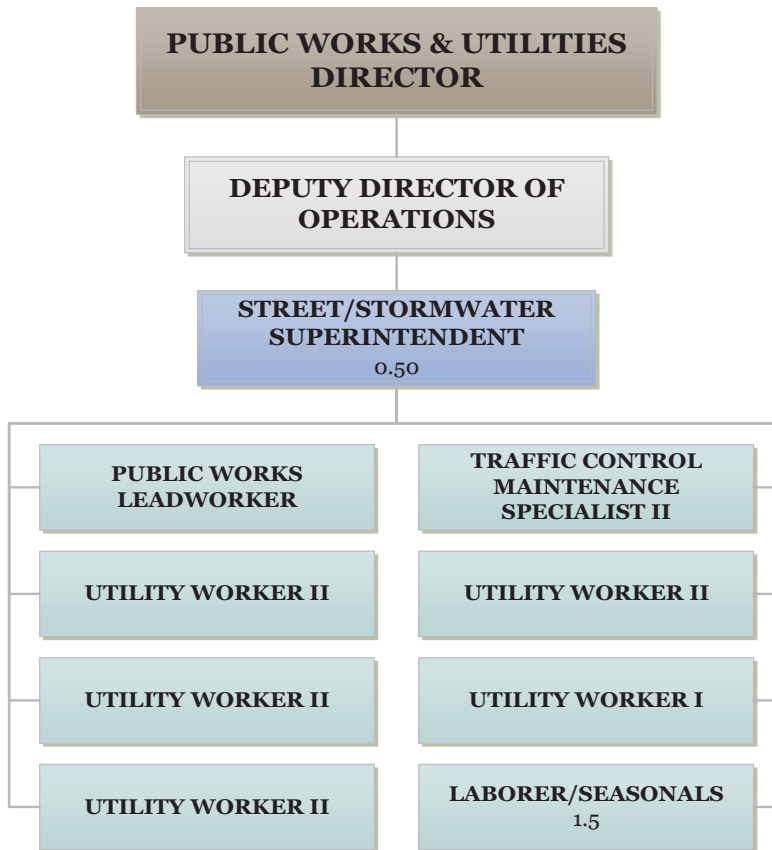 PUBLIC WORKS & UTILITIES
DIRECTOR
DEPUTY DIRECTOR OF
OPERATIONS
STREET/STORMWATER
SUPERINTENDENT
0.50
PUBLIC WORKS
LEADWORKER
TRAFFIC CONTROL
MAINTENANCE
SPECIALIST II
UTILITY WORKER II
UTILITY WORKER II
UTILITY WORKER II
UTILITY WORKER I
UTILITY WORKER II
LABORER/SEASONALS
1.5